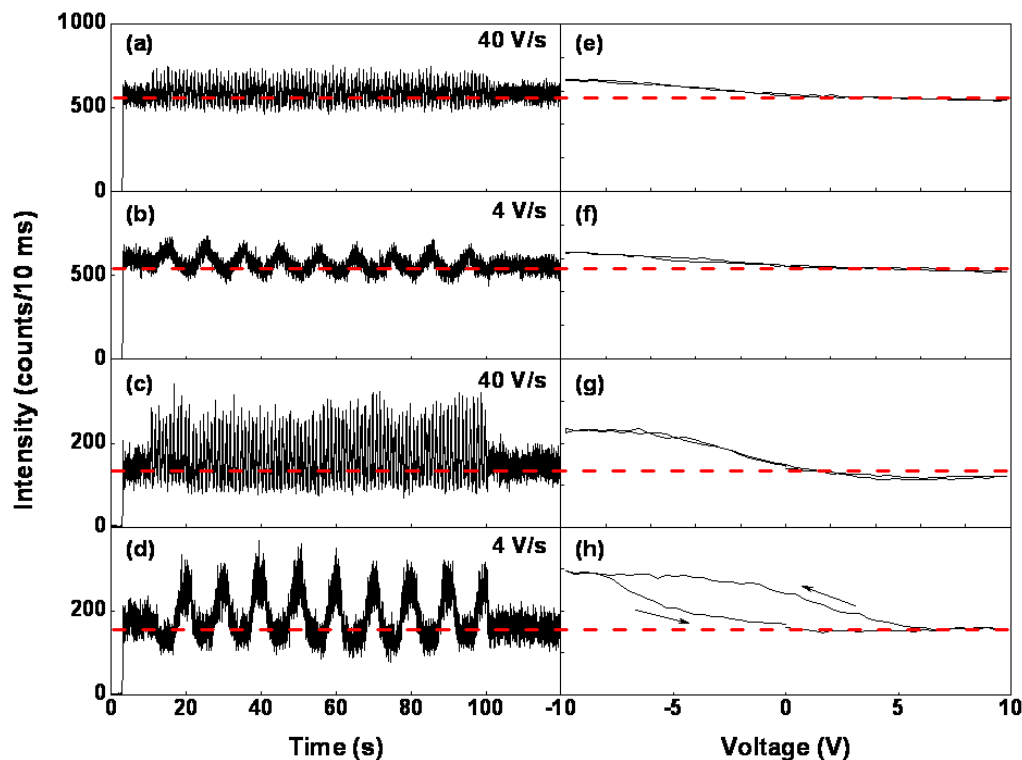 1000
(a)
40 V/s
(e)
500
0
(b)
4 V/s
(f)
500
0
(c)
40 V/s
(g)
200
0
(d)
4 V/s
(h)
200
0
Intensity (counts/10 ms)
0 20 40 60 80 100 -10 -5 0 5 10
Time (s)
Voltage (V)